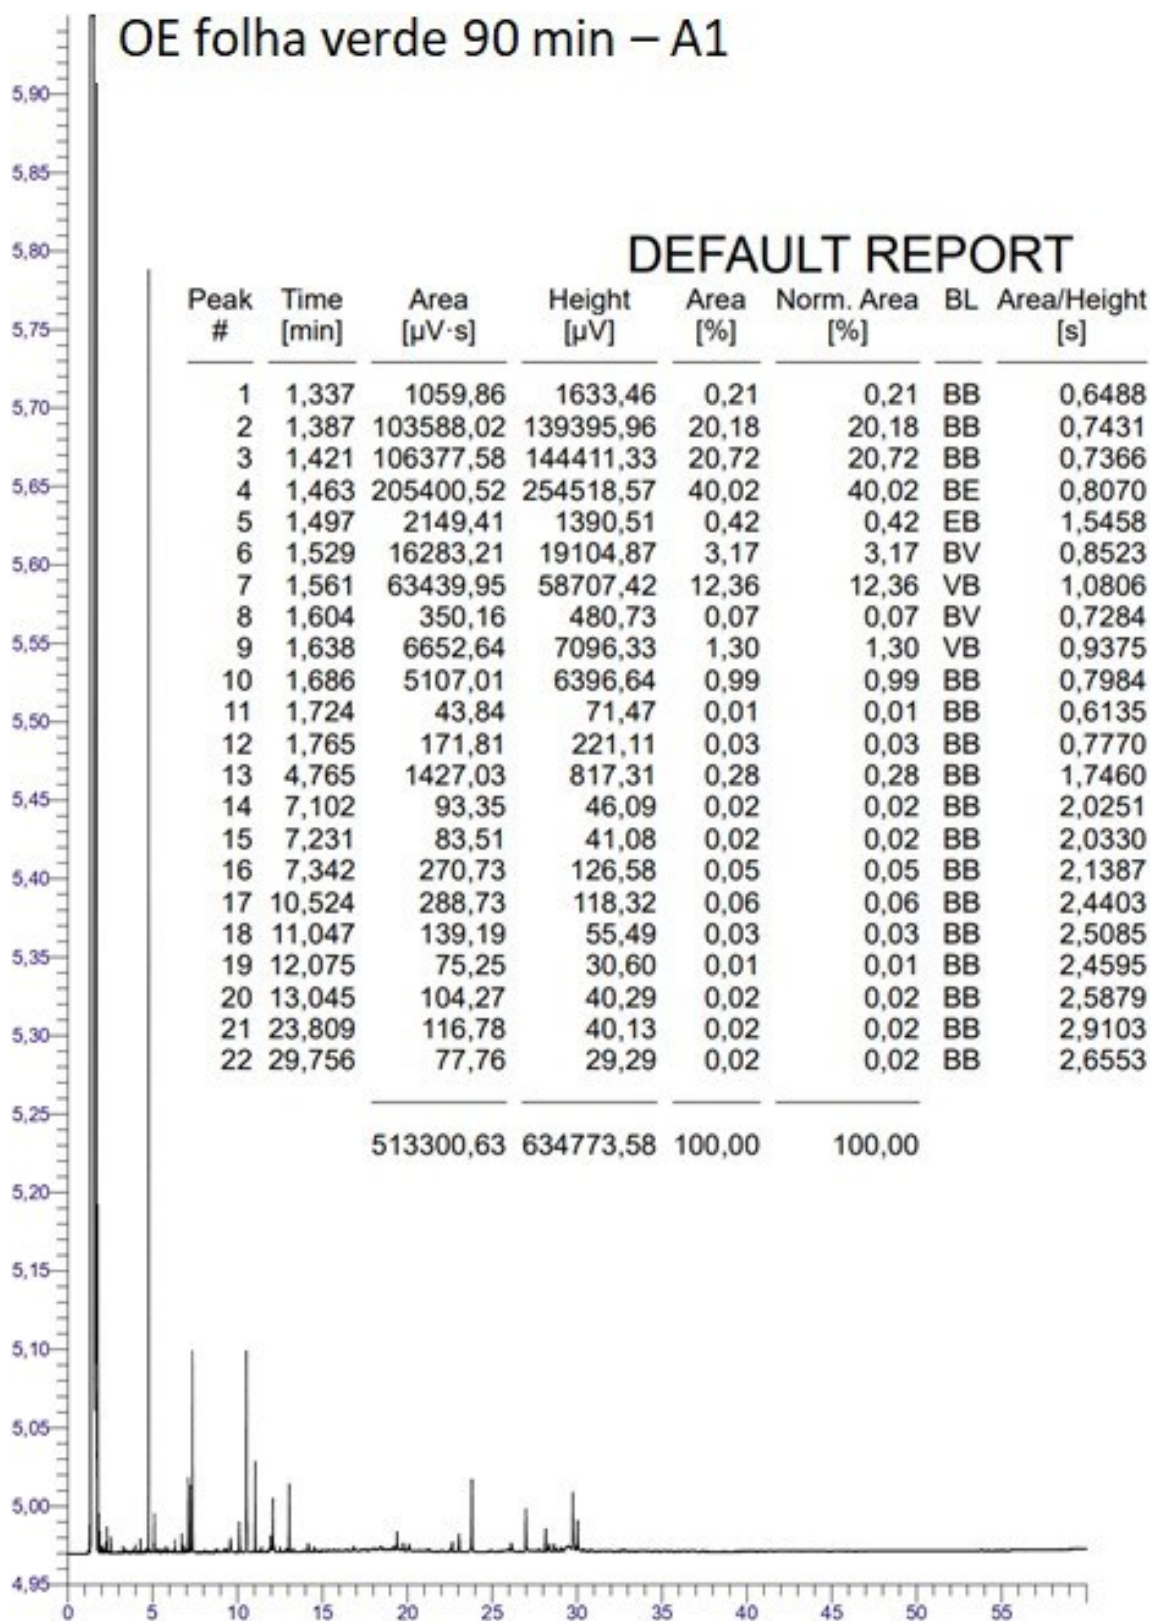 OE folha verde 90 min – A1
DEFAULT REPORT
Peak Time Area Height Area Norm. Area BL Area/Height
# [min] [µV·s] [µV] [%] [%] [s]
1 1,337 1059,86 1633,46 0,21 0,21 BB 0,6488
2 1,387 103588,02 139395,96 20,18 20,18 BB 0,7431
3 1,421 106377,58 144411,33 20,72 20,72 BB 0,7366
4 1,463 205400,52 254518,57 40,02 40,02 BE 0,8070
5 1,497 2149,41 1390,51 0,42 0,42 EB 1,5458
6 1,529 16283,21 19104,87 3,17 3,17 BV 0,8523
7 1,561 63439,95 58707,42 12,36 12,36 VB 1,0806
8 1,604 350,16 480,73 0,07 0,07 BV 0,7284
9 1,638 6652,64 7096,33 1,30 1,30 VB 0,9375
10 1,686 5107,01 6396,64 0,99 0,99 BB 0,7984
11 1,724 43,84 71,47 0,01 0,01 BB 0,6135
12 1,765 171,81 221,11 0,03 0,03 BB 0,7770
13 4,765 1427,03 817,31 0,28 0,28 BB 1,7460
14 7,102 93,35 46,09 0,02 0,02 BB 2,0251
15 7,231 83,51 41,08 0,02 0,02 BB 2,0330
16 7,342 270,73 126,58 0,05 0,05 BB 2,1387
17 10,524 288,73 118,32 0,06 0,06 BB 2,4403
18 11,047 139,19 55,49 0,03 0,03 BB 2,5085
19 12,075 75,25 30,60 0,01 0,01 BB 2,4595
20 13,045 104,27 40,29 0,02 0,02 BB 2,5879
21 23,809 116,78 40,13 0,02 0,02 BB 2,9103
22 29,756 77,76 29,29 0,02 0,02 BB 2,6553
513300,63 634773,58 100,00 100,00
5,90
5,85
5,80
5,75
5,70
5,65
5,60
5,55
5,50
5,45
5,40
5,35
5,30
5,25
5,20
5,15
5,10
5,05
5,00
4,95
0 5 10 15 20 25 30 35 40 45 50 55